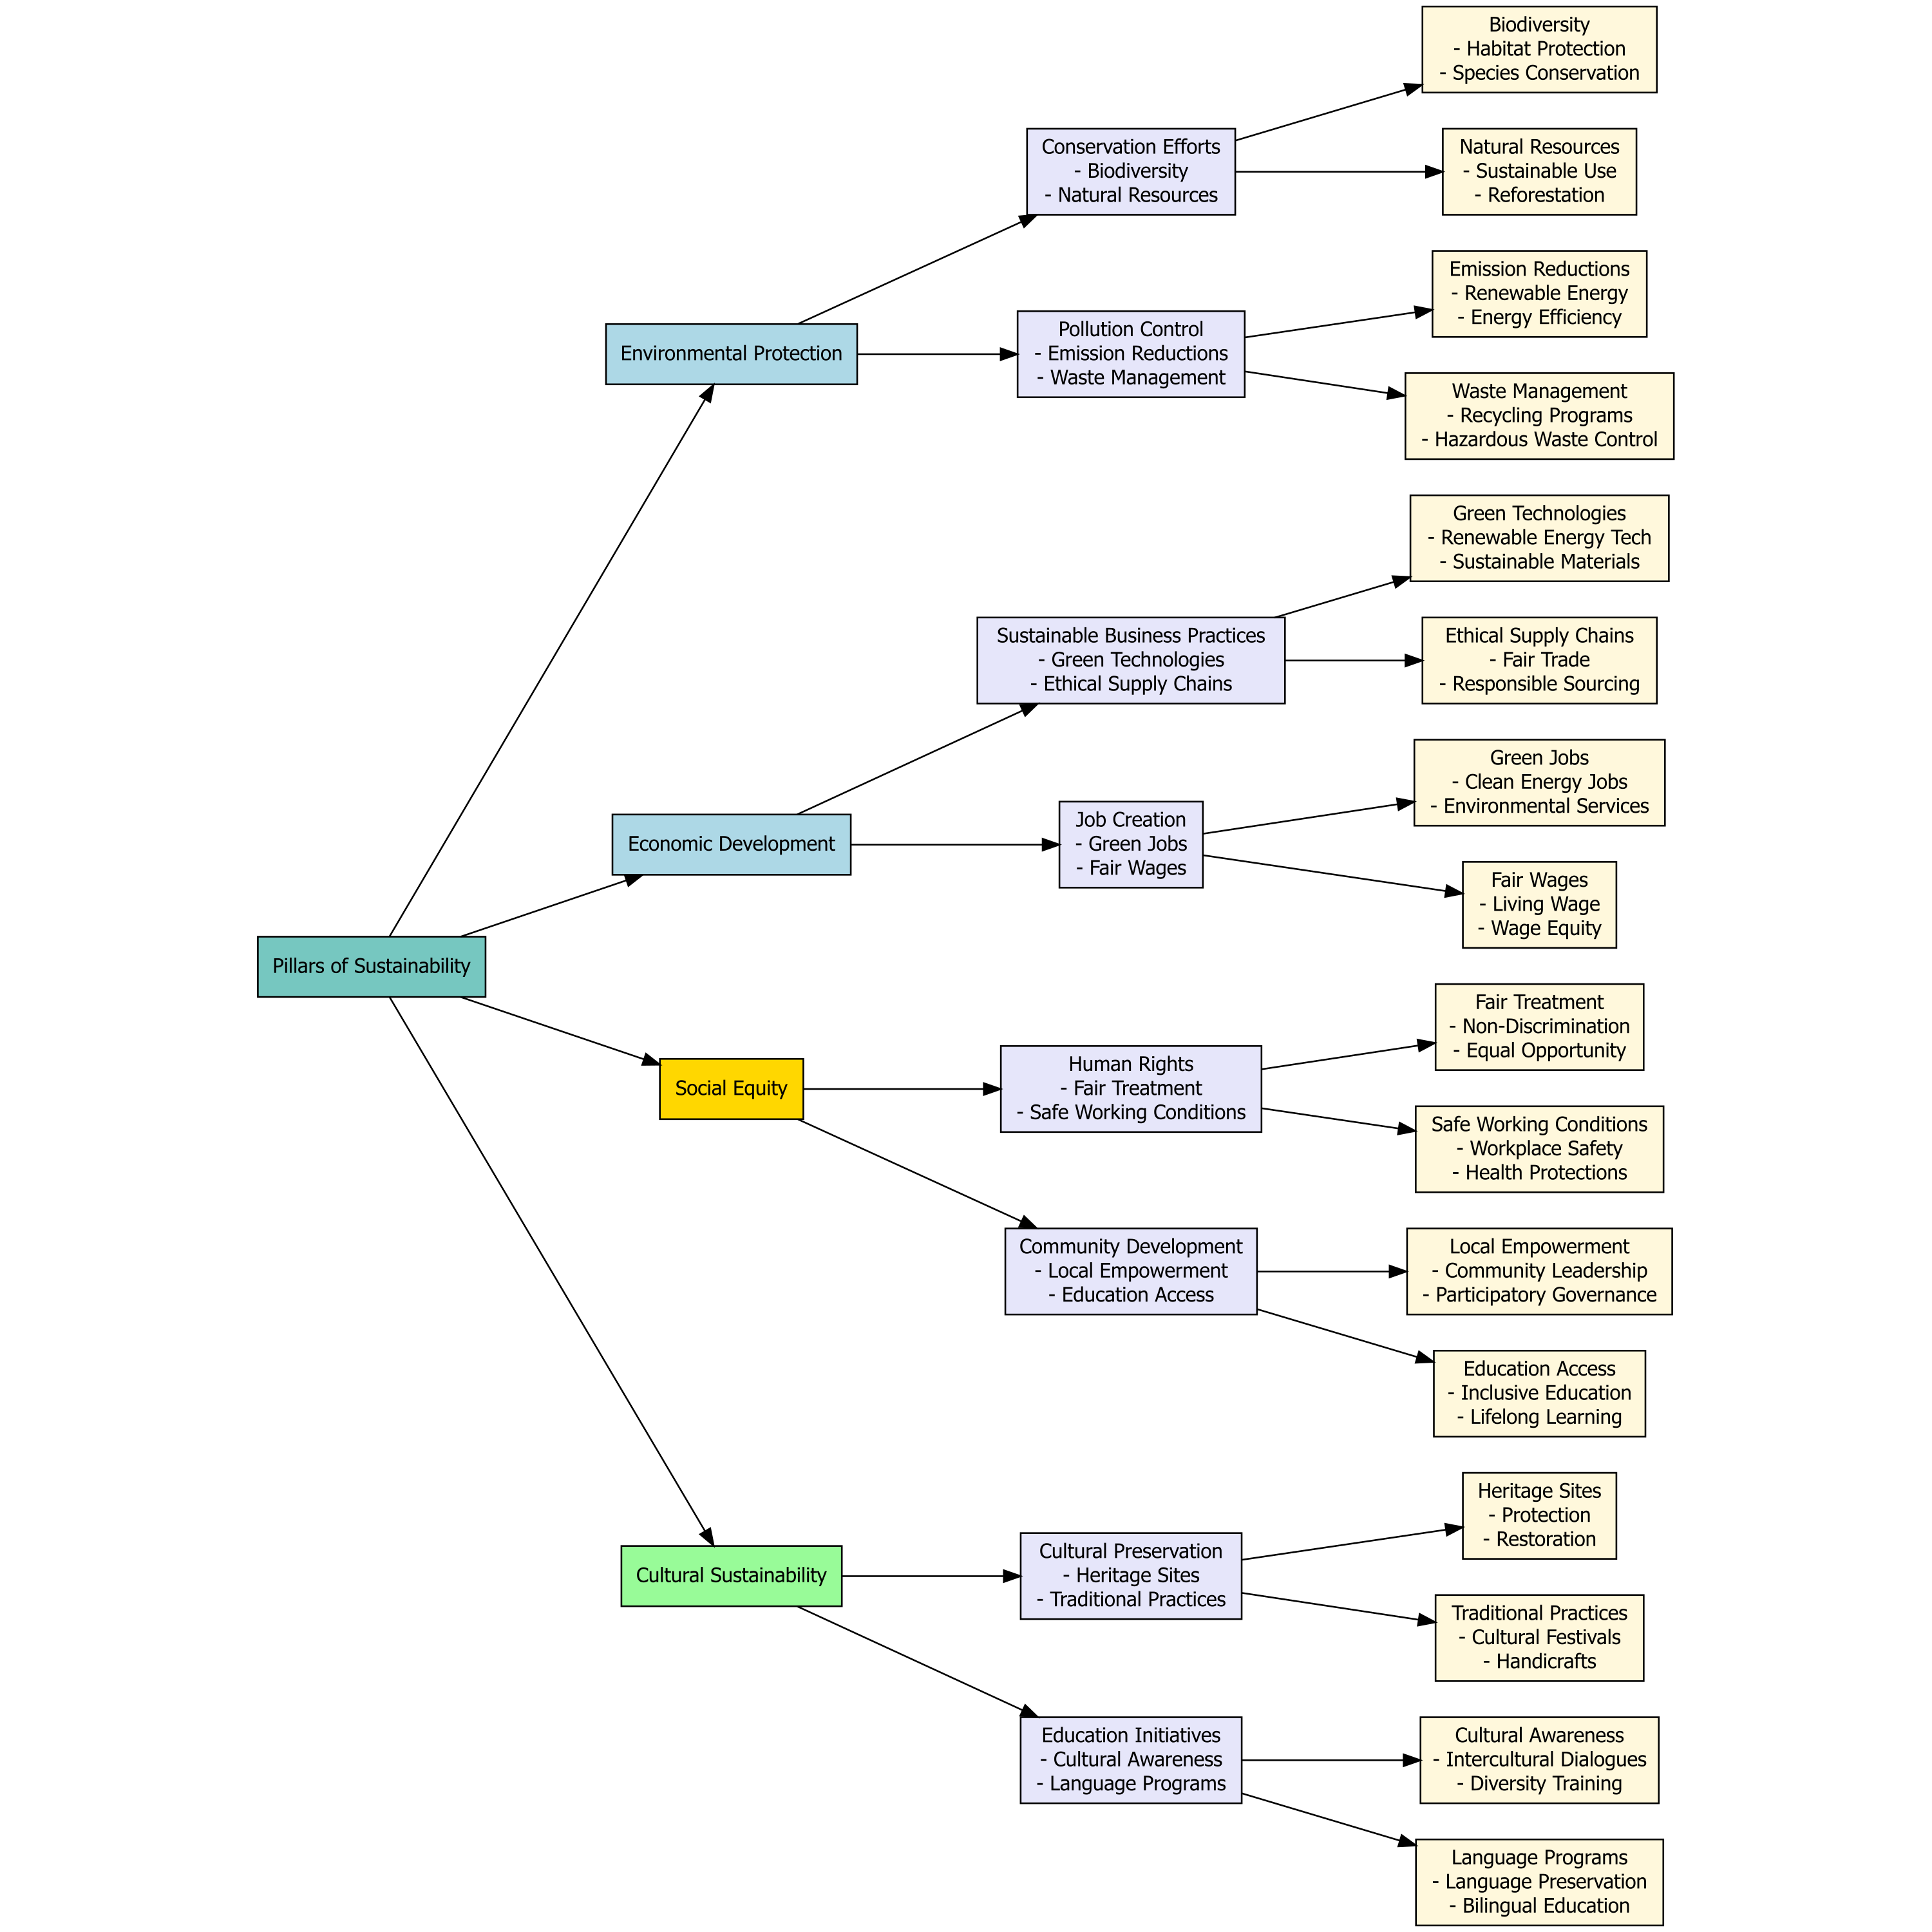 Pillars of Sustainability
Environmental Protection
Conservation Efforts
- Biodiversity
- Natural Resources
Biodiversity
- Habitat Protection
- Species Conservation
Natural Resources
- Sustainable Use
- Reforestation
Pollution Control
- Emission Reductions
- Waste Management
Emission Reductions
- Renewable Energy
- Energy Efficiency
Waste Management
- Recycling Programs
- Hazardous Waste Control
Economic Development
Sustainable Business Practices
- Green Technologies
- Ethical Supply Chains
Green Technologies
- Renewable Energy Tech
- Sustainable Materials
Ethical Supply Chains
- Fair Trade
- Responsible Sourcing
Job Creation
- Green Jobs
- Fair Wages
Green Jobs
- Clean Energy Jobs
- Environmental Services
Fair Wages
- Living Wage
- Wage Equity
Social Equity
Human Rights
- Fair Treatment
- Safe Working Conditions
Fair Treatment
- Non-Discrimination
- Equal Opportunity
Safe Working Conditions
- Workplace Safety
- Health Protections
Community Development
- Local Empowerment
- Education Access
Local Empowerment
- Community Leadership
- Participatory Governance
Education Access
- Inclusive Education
- Lifelong Learning
Cultural Sustainability
Cultural Preservation
- Heritage Sites
- Traditional Practices
Heritage Sites
- Protection
- Restoration
Traditional Practices
- Cultural Festivals
- Handicrafts
Education Initiatives
- Cultural Awareness
- Language Programs
Cultural Awareness
- Intercultural Dialogues
- Diversity Training
Language Programs
- Language Preservation
- Bilingual Education